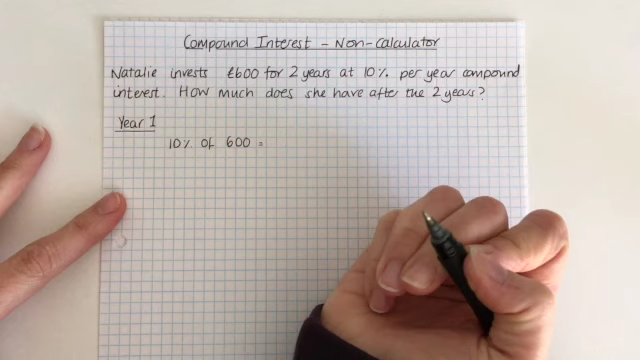 Compound Interest - Non-calculator
Natalie invests £600 for 2 years at 10% per year compound
interest. How much does she have after the 2 years?
Year 1
10% of 600 =